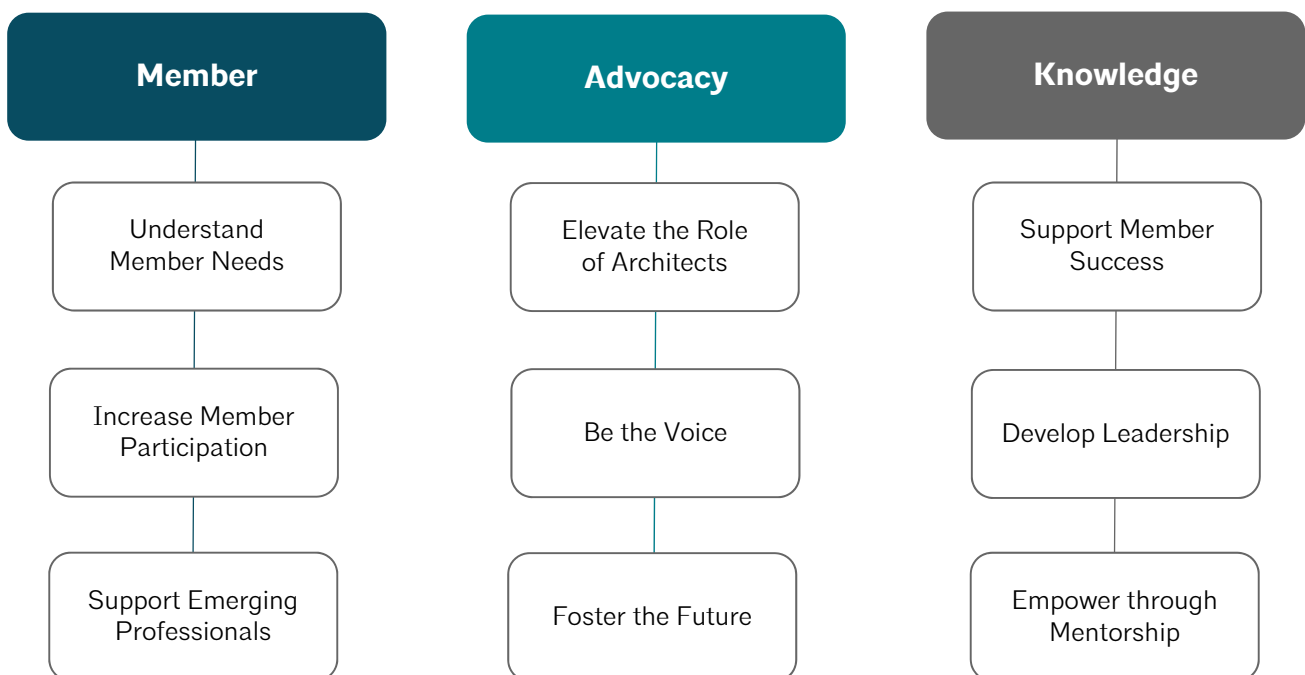 Member
Understand
Member Needs
Increase Member
Participation
Support Emerging
Professionals
Advocacy
Elevate the Role
of Architects
Be the Voice
Foster the Future
Knowledge
Support Member
Success
Develop Leadership
Empower through
Mentorship